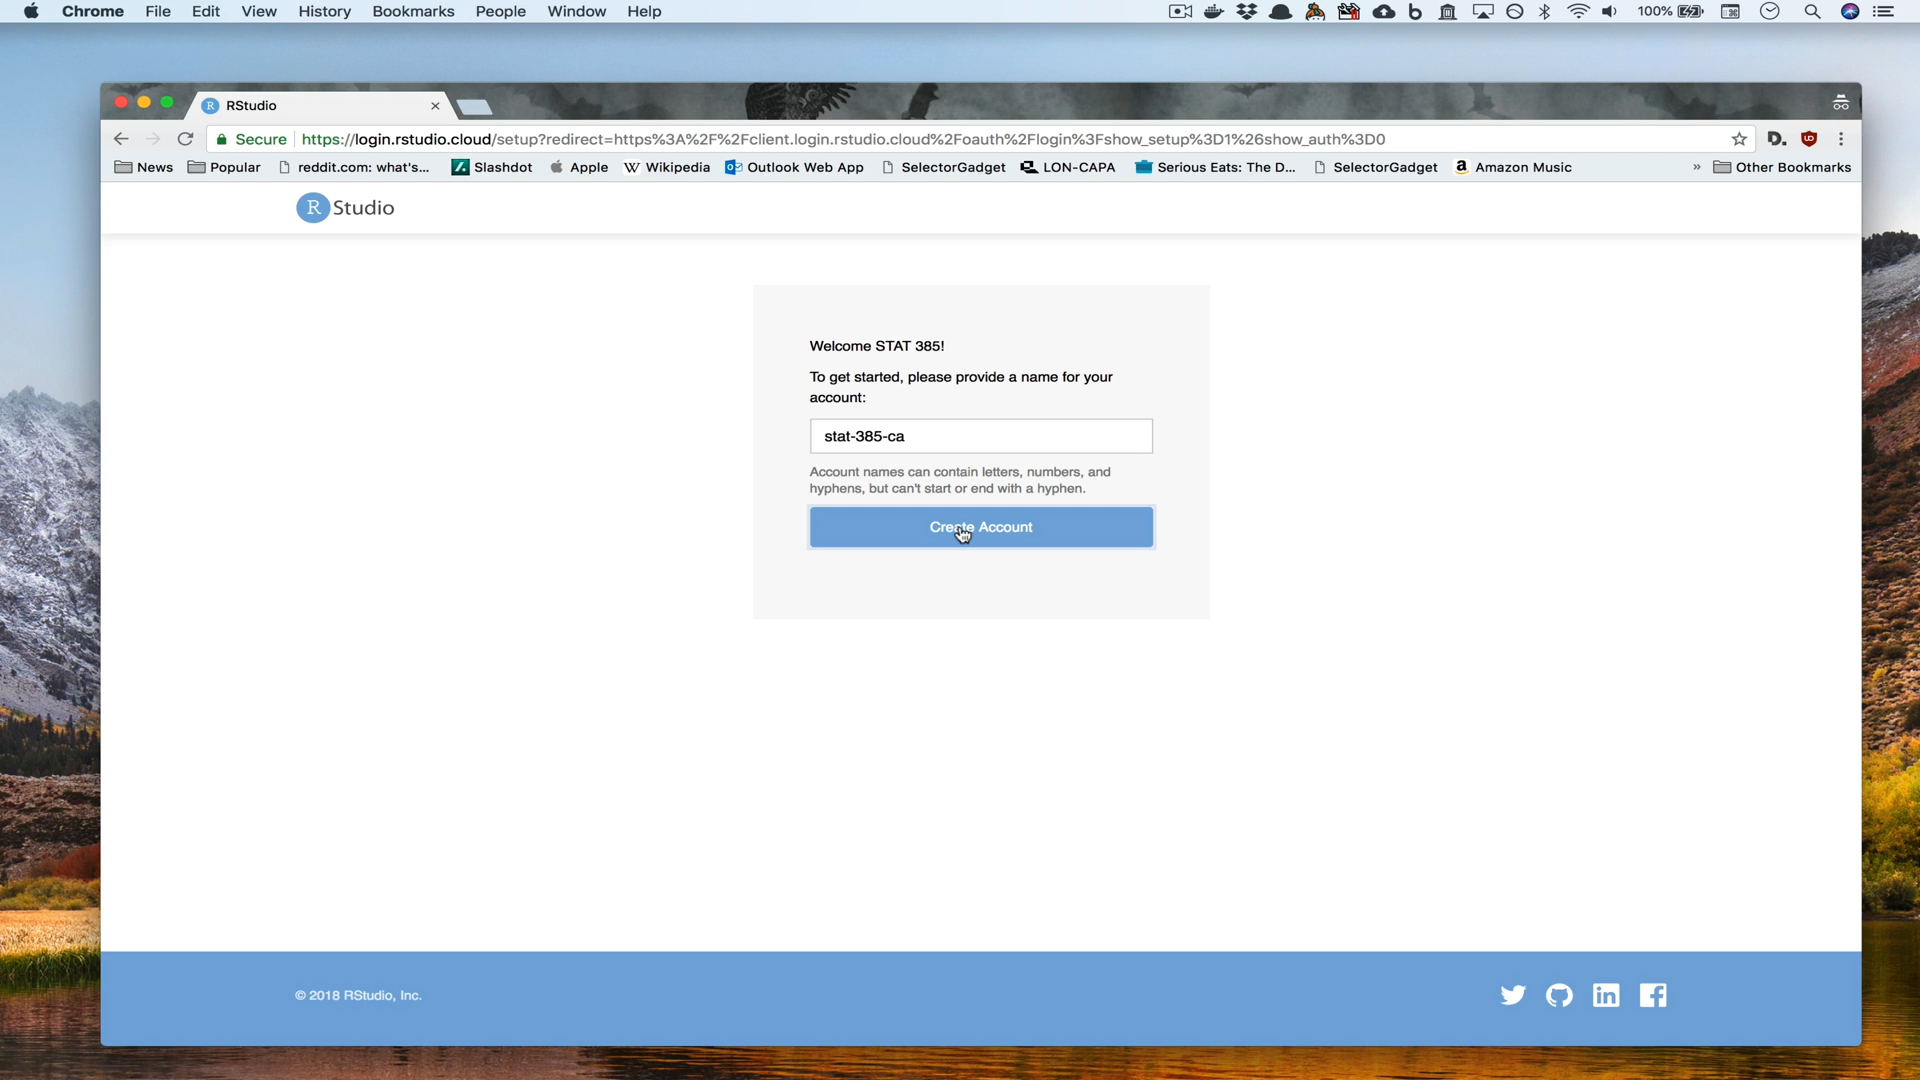 Chrome File Edit View History Bookmarks People Window Help 100%
RStudio
Secure https://login.rstudio.cloud/setup?redirect=https%3A%2F%2Fclient.login.rstudio.cloud%2Foauth%2Flogin%3Fshow_setup%3D1%26show_auth%3D0
News Popular reddit.com: what's... Slashdot Apple Wikipedia Outlook Web App SelectorGadget LON-CAPA Serious Eats: The D... SelectorGadget Amazon Music » Other Bookmarks
R Studio
Welcome STAT 385!
To get started, please provide a name for your
account:
stat-385-ca
Account names can contain letters, numbers, and
hyphens, but can't start or end with a hyphen.
Create Account
© 2018 RStudio, Inc.